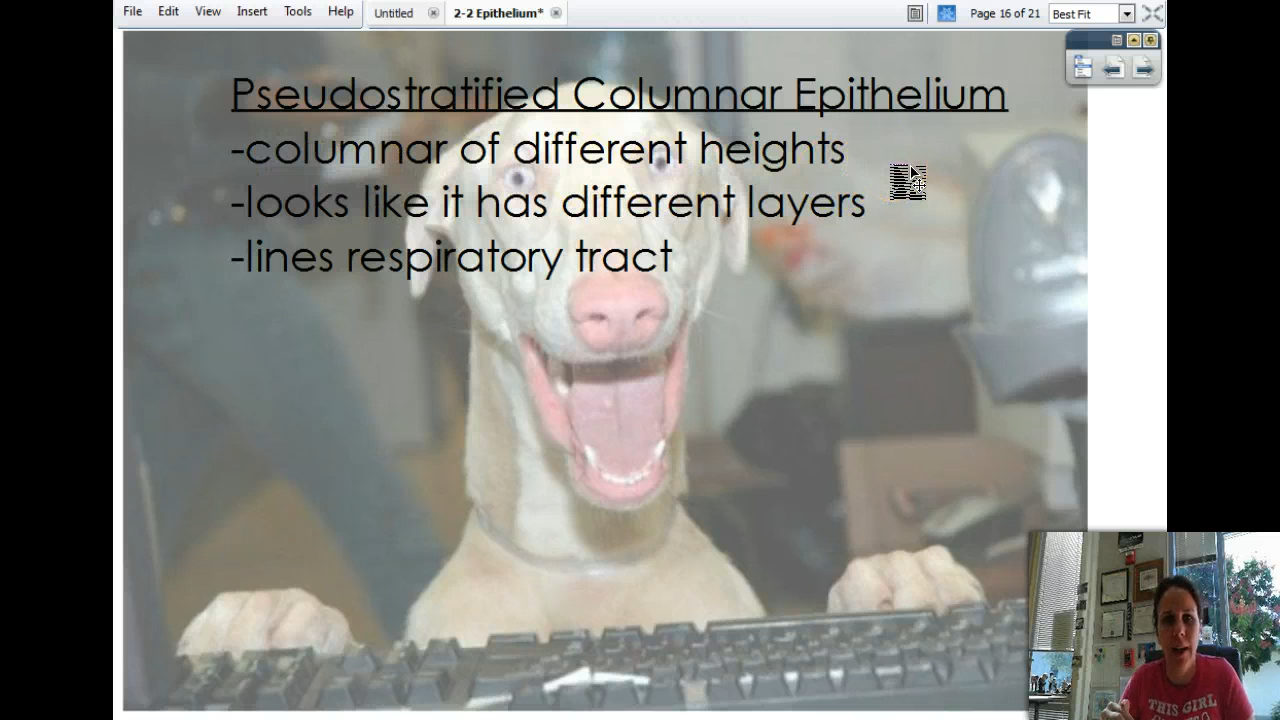 File Edit View Insert Tools Help Untitled 2-2 Epithelium* Page 16 of 21 Best Fit
Pseudostratified Columnar Epithelium
-columnar of different heights
-looks like it has different layers
-lines respiratory tract
THIS GIRL